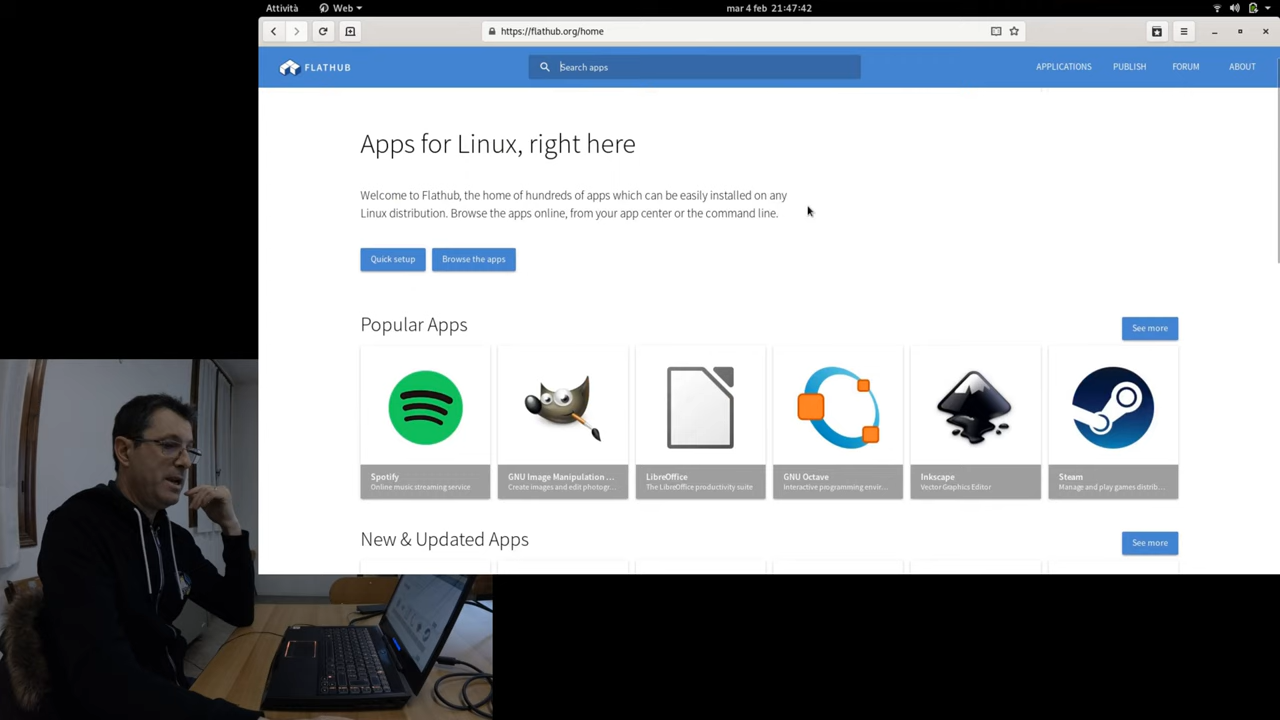 Attività
Web
mar 4 feb 21:47:42
https://flathub.org/home
FLATHUB
Search apps
APPLICATIONS
PUBLISH
FORUM
ABOUT
Apps for Linux, right here
Welcome to Flathub, the home of hundreds of apps which can be easily installed on any
Linux distribution. Browse the apps online, from your app center or the command line.
Quick setup
Browse the apps
Popular Apps
See more
Spotify
Online music streaming service
GNU Image Manipulation ...
Create images and edit photogr...
LibreOffice
The LibreOffice productivity suite
GNU Octave
Interactive programming envir...
Inkscape
Vector Graphics Editor
Steam
Manage and play games distrib...
New & Updated Apps
See more